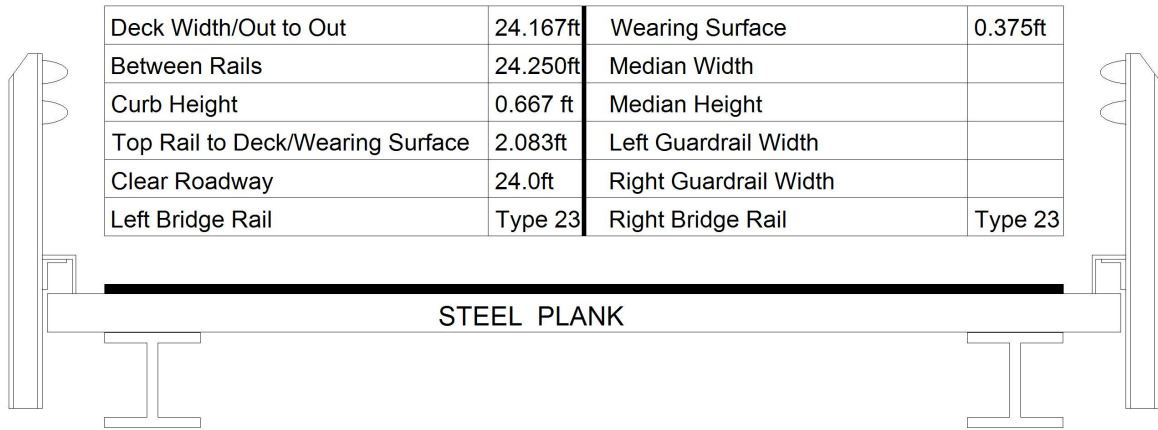 Deck Width/Out to Out 24.167ft Wearing Surface 0.375ft
Between Rails 24.250ft Median Width
Curb Height 0.667 ft Median Height
Top Rail to Deck/Wearing Surface 2.083ft Left Guardrail Width
Clear Roadway 24.0ft Right Guardrail Width
Left Bridge Rail Type 23 Right Bridge Rail Type 23
STEEL PLANK